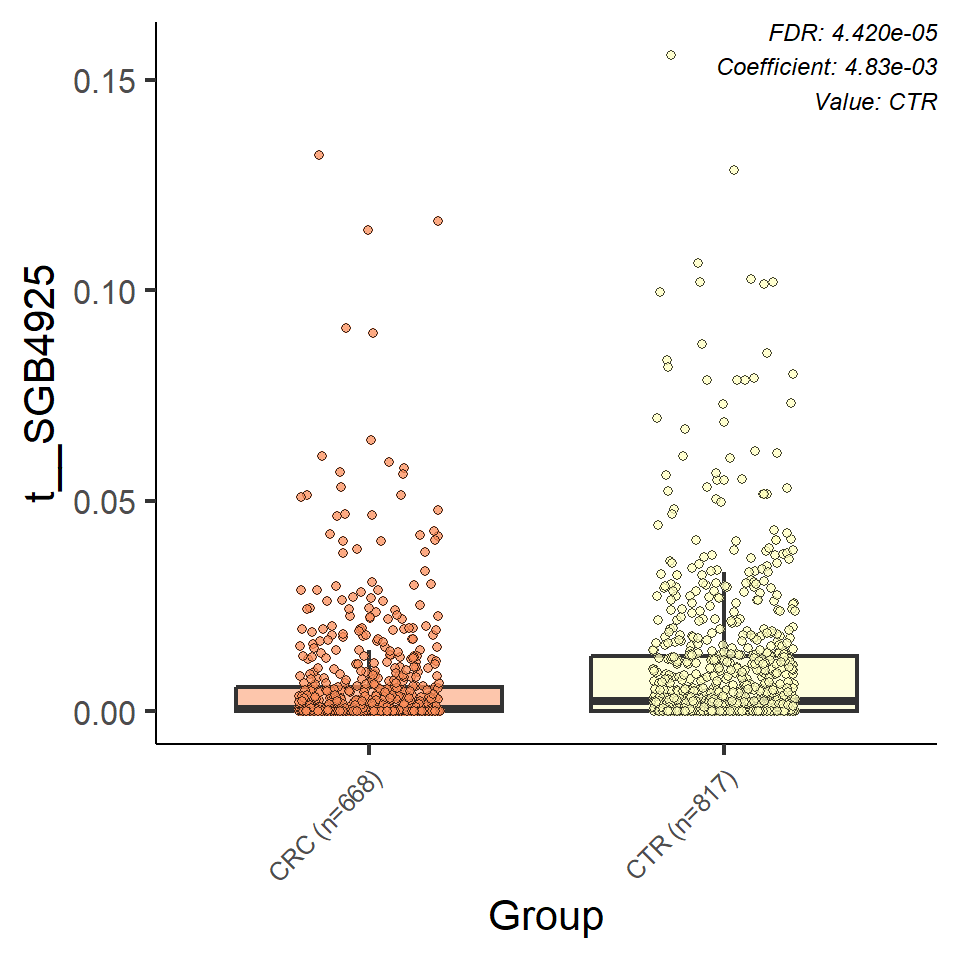 FDR: 4.420e-05
Coefficient: 4.83e-03
Value: CTR
t__SGB4925
0.15
0.10
0.05
0.00
CRC (n=668)
CTR (n=817)
Group